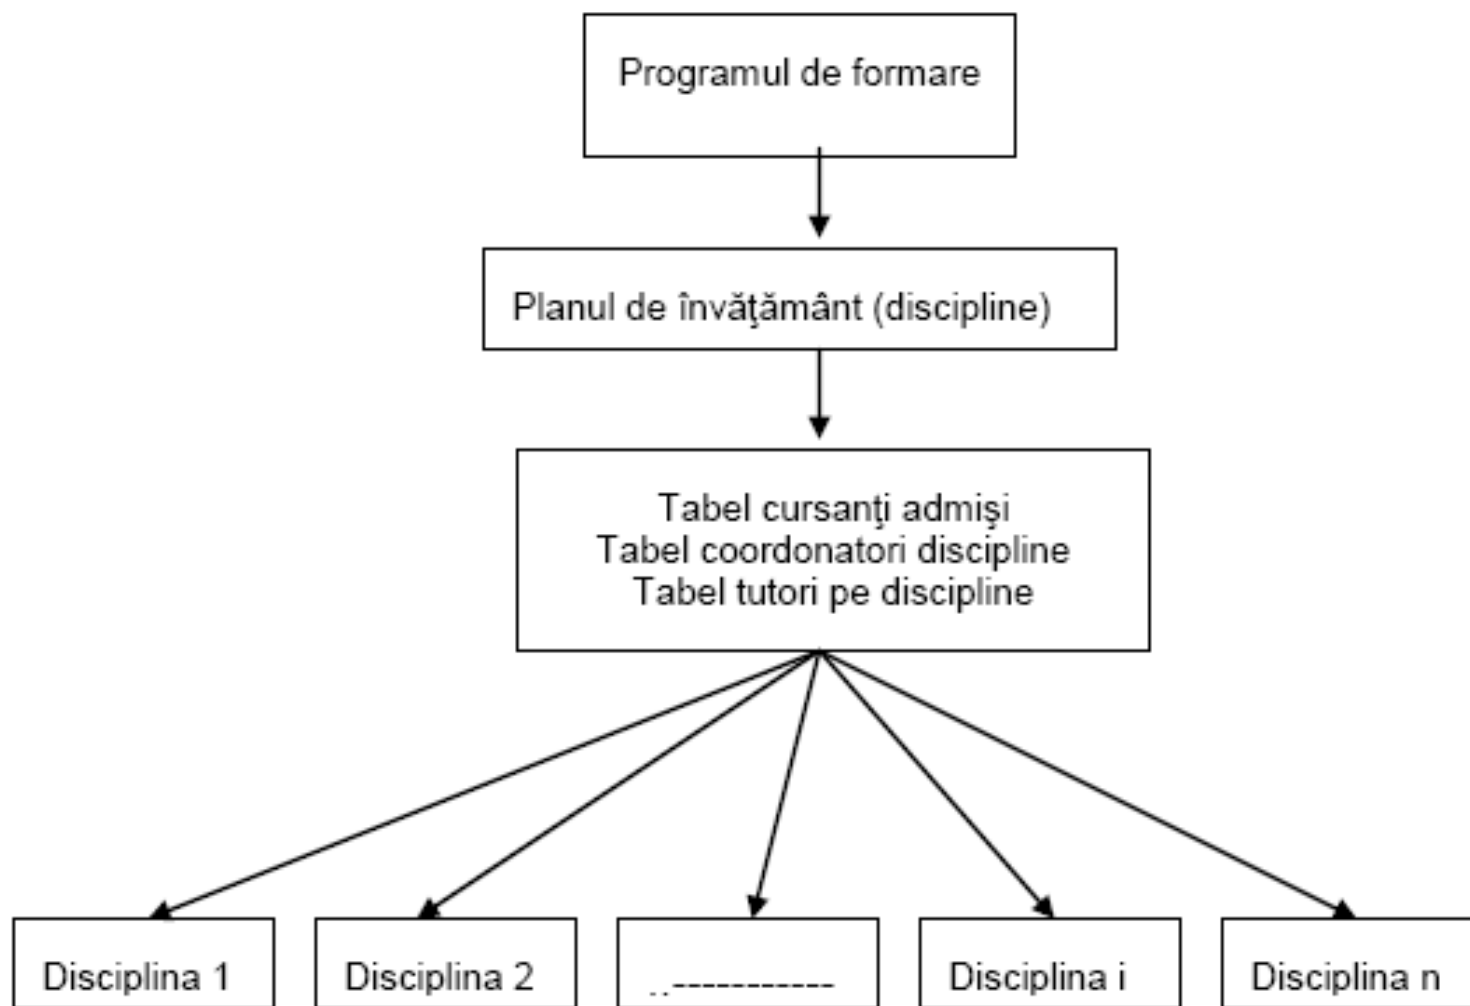 Programul de formare
Planul de învăţământ (discipline)
Tabel cursanţi admişi
Tabel coordonatori discipline
Tabel tutori pe discipline
Disciplina 1
Disciplina 2
..-----------
Disciplina i
Disciplina n